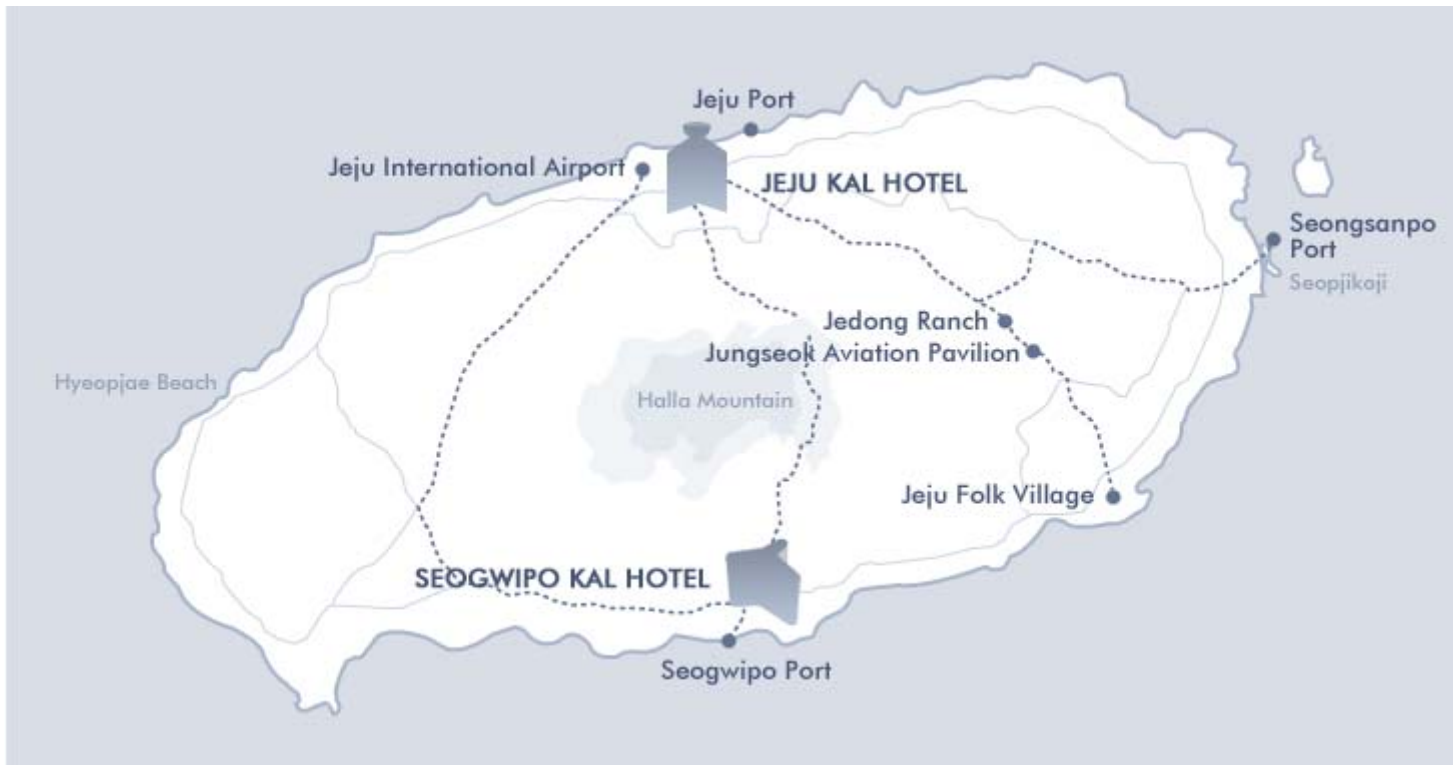 Jeju Port
Jeju International Airport
JEJU KAL HOTEL
Seongsanpo
Port
Seopjikoji
Jedong Ranch
Jungseok Aviation Pavilion
Hyeopjae Beach
Halla Mountain
Jeju Folk Village
SEOGWIPO KAL HOTEL
Seogwipo Port